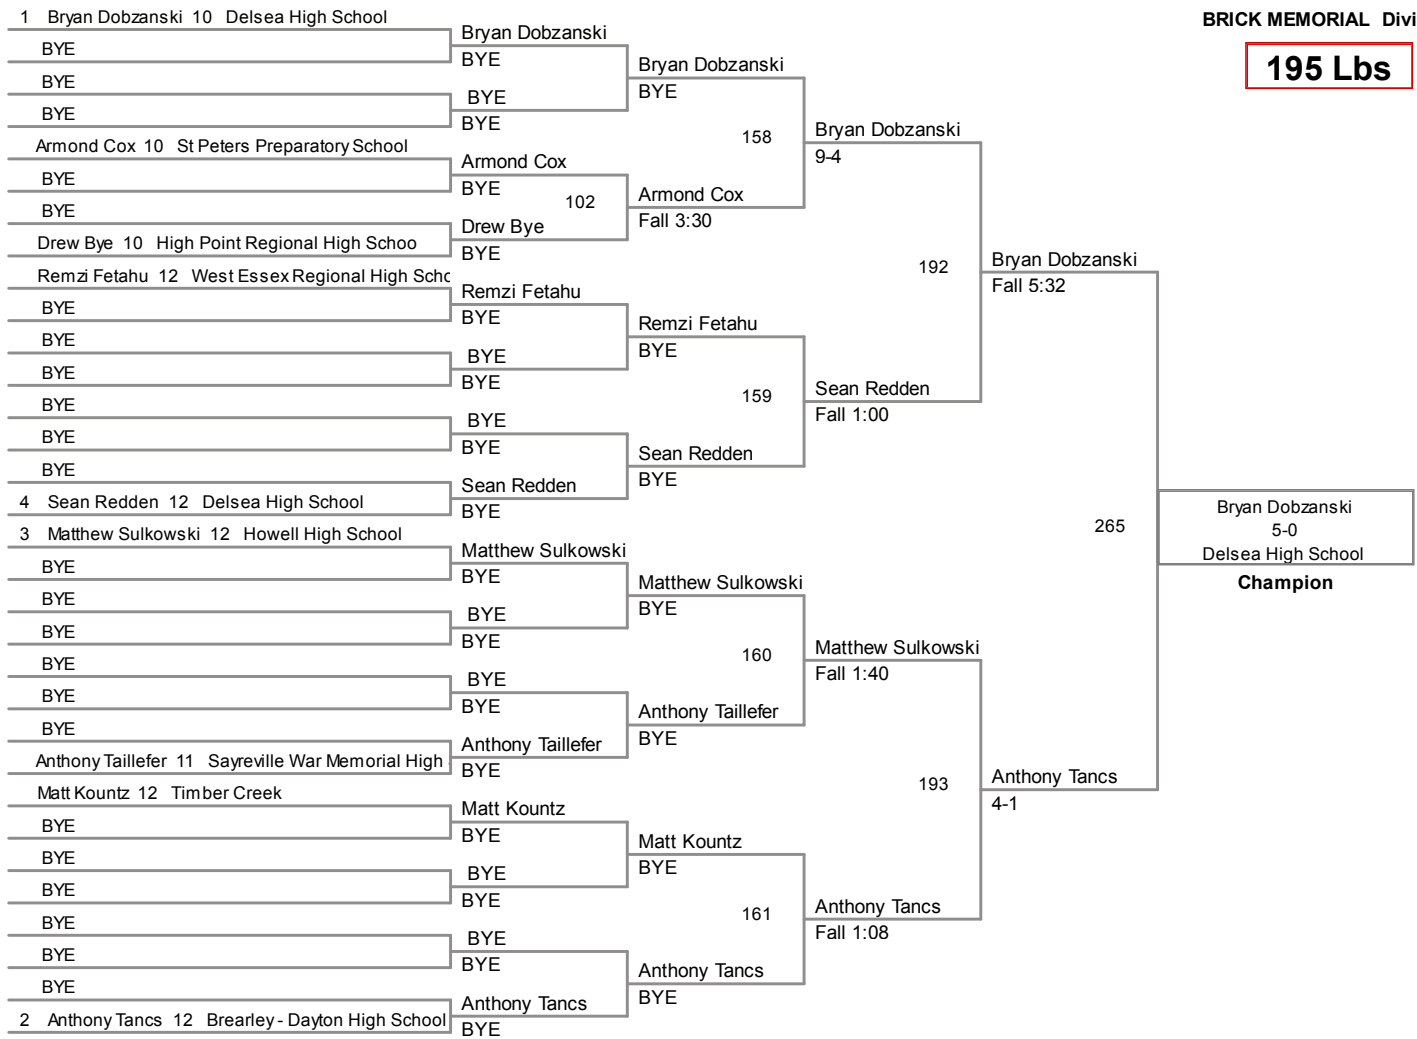 BRICK MEMORIAL Divi
195 Lbs
1 Bryan Dobzanski 10 Delsea High School
BYE
BYE
BYE
Armond Cox 10 St Peters Preparatory School
BYE
BYE
Drew Bye 10 High Point Regional High Schoo
Remzi Fetahu 12 West Essex Regional High Scho
BYE
BYE
BYE
BYE
BYE
BYE
4 Sean Redden 12 Delsea High School
3 Matthew Sulkowski 12 Howell High School
BYE
BYE
BYE
BYE
BYE
BYE
Anthony Taillefer 11 Sayreville War Memorial High
Matt Kountz 12 Timber Creek
BYE
BYE
BYE
BYE
BYE
BYE
2 Anthony Tancs 12 Brearley - Dayton High School
Bryan Dobzanski
BYE
BYE
BYE
Armond Cox
BYE
102
Drew Bye
BYE
Remzi Fetahu
BYE
BYE
BYE
BYE
BYE
Sean Redden
BYE
Matthew Sulkowski
BYE
BYE
BYE
BYE
BYE
Anthony Taillefer
BYE
Matt Kountz
BYE
BYE
BYE
BYE
BYE
Anthony Tancs
BYE
Bryan Dobzanski
BYE
158
Armond Cox
Fall 3:30
Remzi Fetahu
BYE
159
Sean Redden
BYE
Matthew Sulkowski
BYE
160
Anthony Taillefer
BYE
Matt Kountz
BYE
161
Anthony Tancs
BYE
Bryan Dobzanski
9-4
192
Sean Redden
Fall 1:00
Matthew Sulkowski
Fall 1:40
193
Anthony Tancs
Fall 1:08
Bryan Dobzanski
Fall 5:32
265
Anthony Tancs
4-1
Bryan Dobzanski
5-0
Delsea High School
Champion